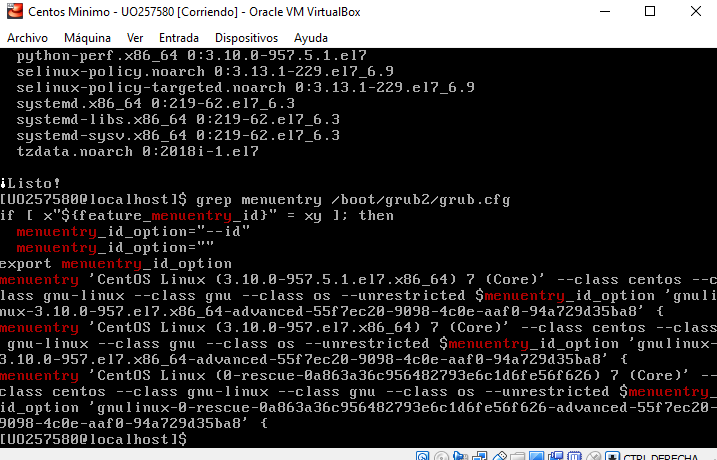 Centos Minimo - UO257580 [Corriendo] - Oracle VM VirtualBox
Archivo Máquina Ver Entrada Dispositivos Ayuda
python-perf.x86_64 0:3.10.0-957.5.1.el7
selinux-policy.noarch 0:3.13.1-229.el7_6.9
selinux-policy-targeted.noarch 0:3.13.1-229.el7_6.9
systemd.x86_64 0:219-62.el7_6.3
systemd-libs.x86_64 0:219-62.el7_6.3
systemd-sysv.x86_64 0:219-62.el7_6.3
tzdata.noarch 0:2018i-1.el7
¡Listo!
[UO257580@localhost]$ grep menuentry /boot/grub2/grub.cfg
if [ x"${feature_menuentry_id}" = xy ]; then
menuentry_id_option="--id"
menuentry_id_option=""
export menuentry_id_option
menuentry 'CentOS Linux (3.10.0-957.5.1.el7.x86_64) 7 (Core)' --class centos --c
lass gnu-linux --class gnu --class os --unrestricted $menuentry_id_option 'gnuli
nux-3.10.0-957.el7.x86_64-advanced-55f7ec20-9098-4c0e-aaf0-94a729d35ba8' {
menuentry 'CentOS Linux (3.10.0-957.el7.x86_64) 7 (Core)' --class centos --class
gnu-linux --class gnu --class os --unrestricted $menuentry_id_option 'gnulinux-
3.10.0-957.el7.x86_64-advanced-55f7ec20-9098-4c0e-aaf0-94a729d35ba8' {
menuentry 'CentOS Linux (0-rescue-0a863a36c956482793e6c1d6fe56f626) 7 (Core)' --
class centos --class gnu-linux --class gnu --class os --unrestricted $menuentry_
id_option 'gnulinux-0-rescue-0a863a36c956482793e6c1d6fe56f626-advanced-55f7ec20-
9098-4c0e-aaf0-94a729d35ba8' {
[UO257580@localhost]$
CTRL DERECHA